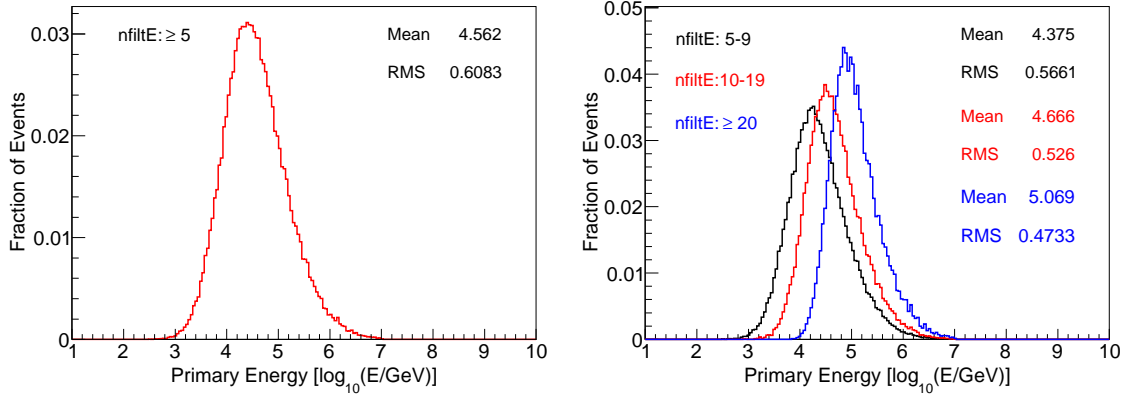 nfiltE: ≥ 5
Mean 4.562
RMS 0.6083
0.03
0.02
0.01
0
Fraction of Events
1 2 3 4 5 6 7 8 9 10
Primary Energy [log10(E/GeV)]
nfiltE: 5-9
nfiltE:10-19
nfiltE: ≥ 20
Mean 4.375
RMS 0.5661
Mean 4.666
RMS 0.526
Mean 5.069
RMS 0.4733
0.05
0.04
0.03
0.02
0.01
0
Fraction of Events
1 2 3 4 5 6 7 8 9 10
Primary Energy [log10(E/GeV)]